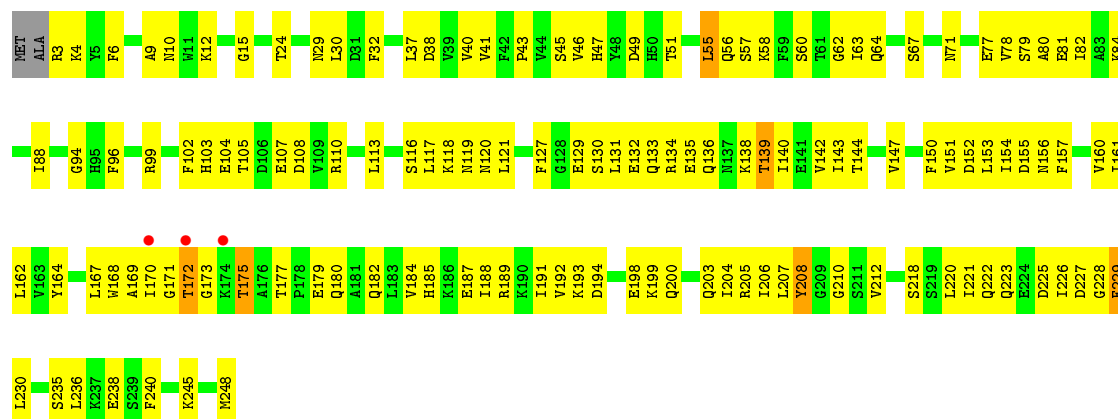 MET ALA R3 K4 Y5 F6 A9 N10 W11 K12 G15 T24 N29 L30 D31 F32 L37 D38 V39 V40 V41 F42 P43 V44 S45 V46 H47 Y48 D49 H50 T51 L55 Q56 S57 K58 F59 S60 T61 G62 I63 Q64 S67 N71 E77 V78 S79 A80 E81 I82 A83 K84
I88 G94 H95 F96 R99 F102 H103 E104 T105 D106 E107 D108 V109 R110 L113 S116 L117 K118 N119 N120 L121 F127 G128 E129 S130 L131 E132 Q133 R134 E135 Q136 N137 K138 T139 I140 E141 V142 I143 T144 V147 F150 V151 D152 L153 I154 D155 N156 F157 V160 I161
L162 V163 Y164 L167 W168 A169 I170 G171 T172 G173 K174 T175 A176 T177 P178 E179 Q180 A181 Q182 L183 V184 H185 K186 E187 I188 R189 K190 I191 V192 K193 D194 E198 K199 Q200 Q203 I204 R205 I206 L207 Y208 G209 G210 S211 V212 S218 S219 L220 I221 Q222 Q223 E224 D225 I226 D227 G228
L230 S235 L236 K237 E238 S239 F240 K245 M248